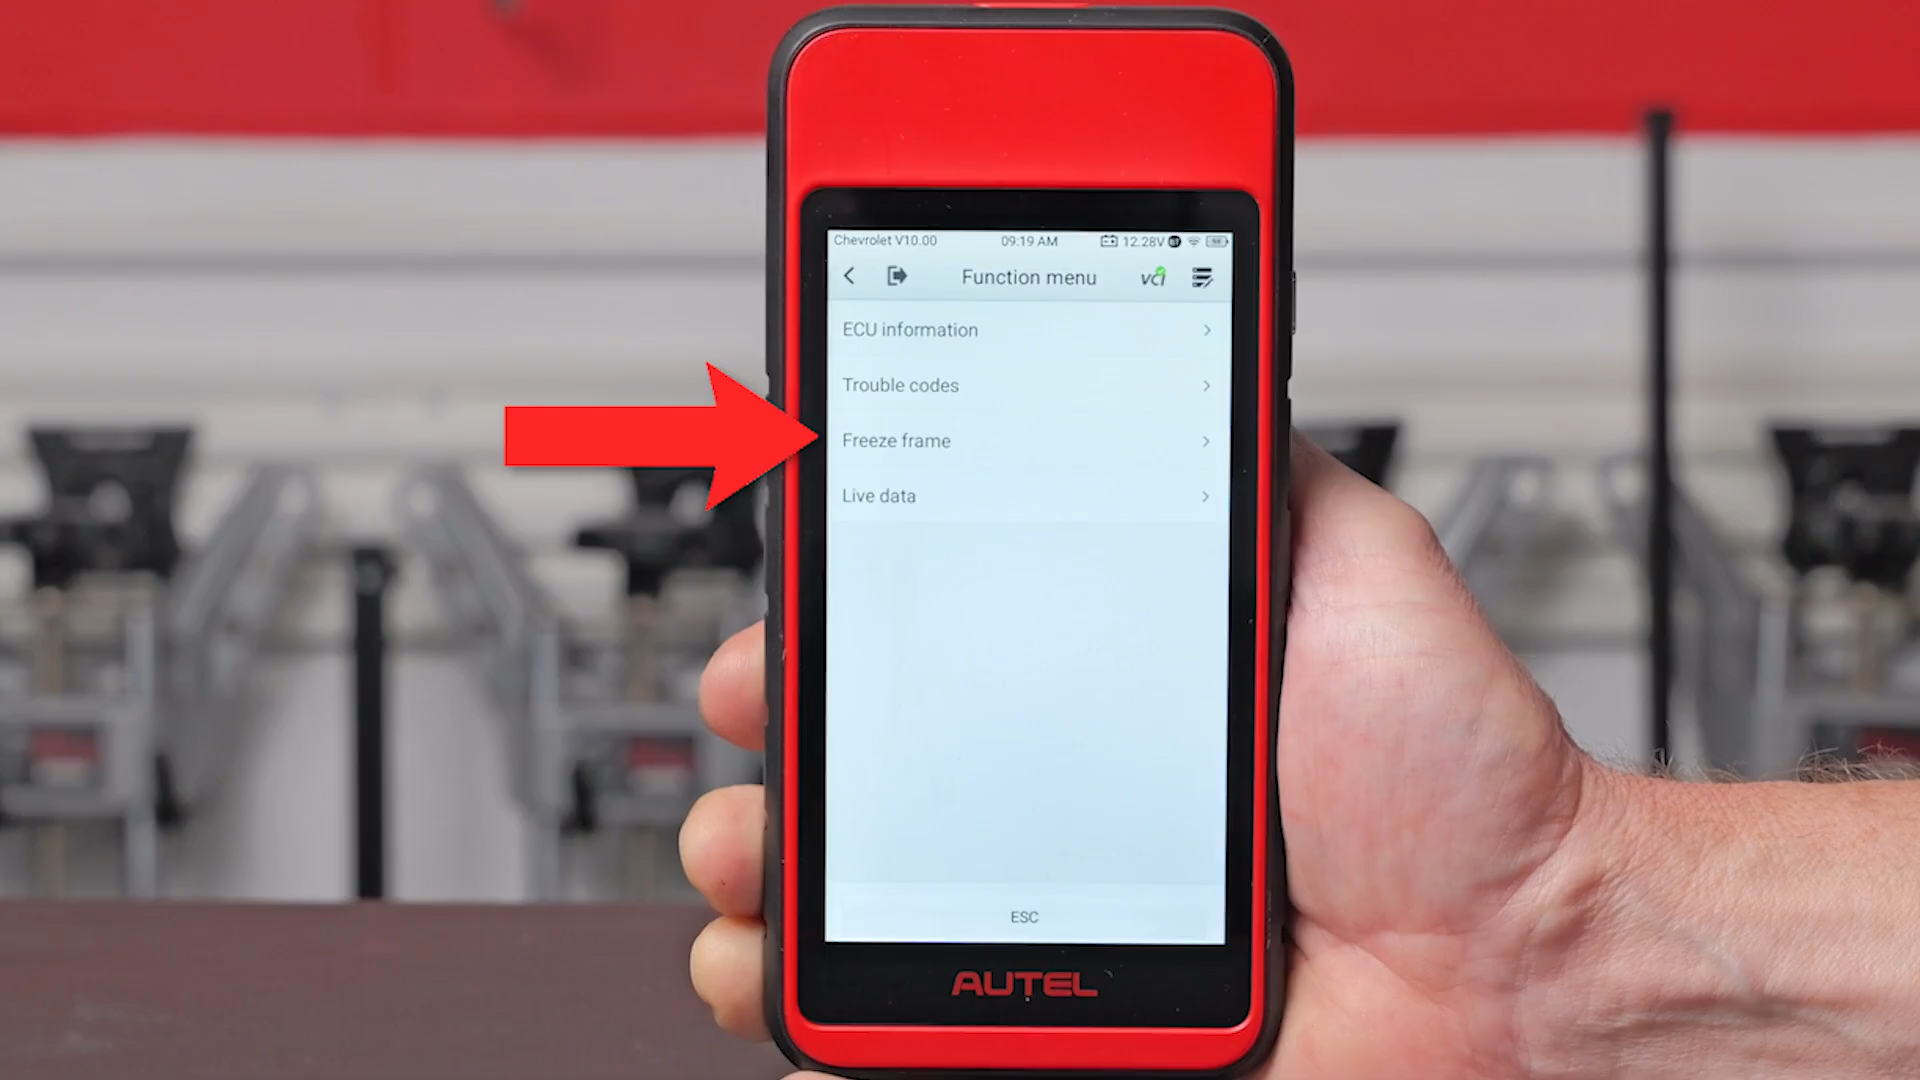 Chevrolet V10.00 09:19 AM 12.28V
Function menu vci
ECU information
Trouble codes
Freeze frame
Live data
ESC
AUTEL